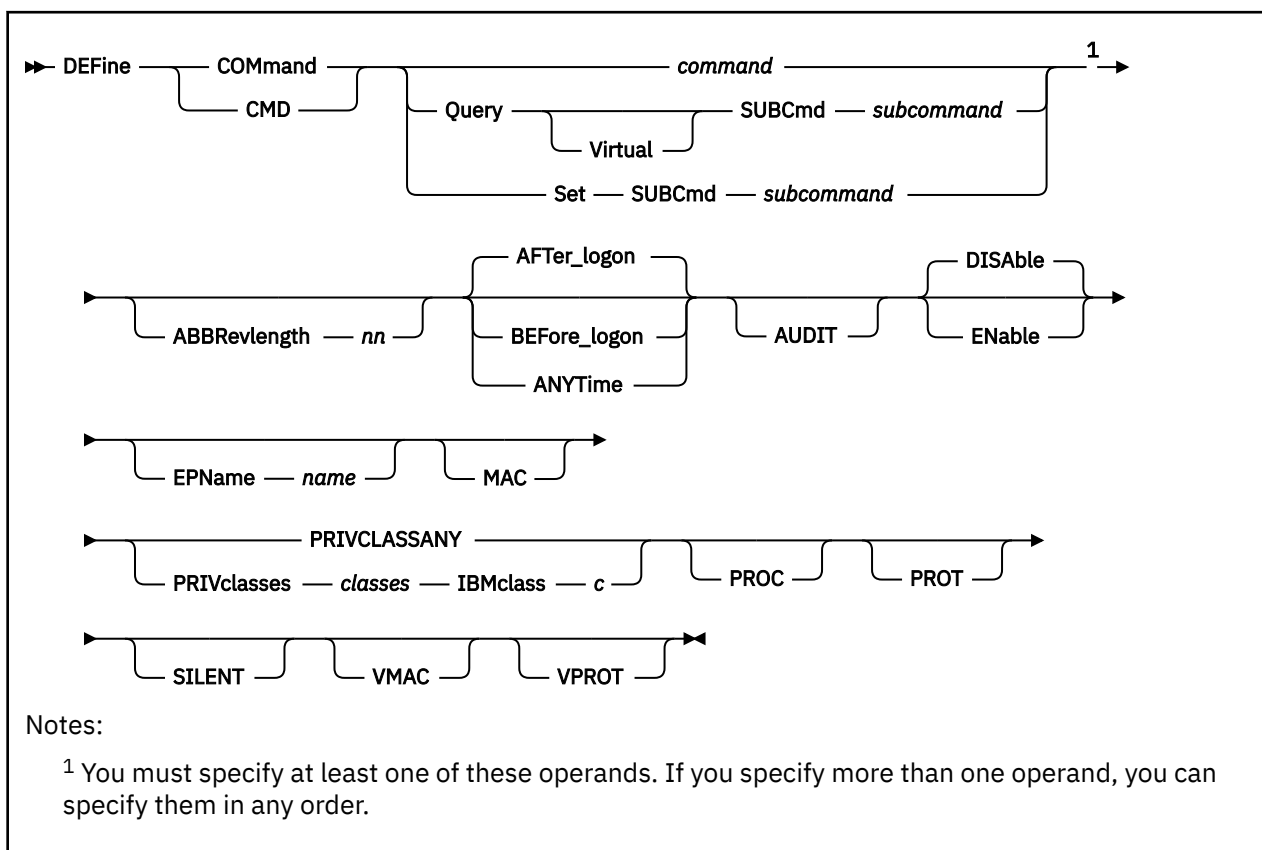 DEFine COMmand command 1
CMD Query SUBCmd subcommand
Virtual
Set SUBCmd subcommand
AFTer_logon DISAble
ABBRevlength nn BEFore_logon AUDIT ENable
ANYTime
EPName name MAC
PRIVCLASSANY
PRIVclasses classes IBMclass c PROC PROT
SILENT VMAC VPROT
Notes:
1 You must specify at least one of these operands. If you specify more than one operand, you can
specify them in any order.